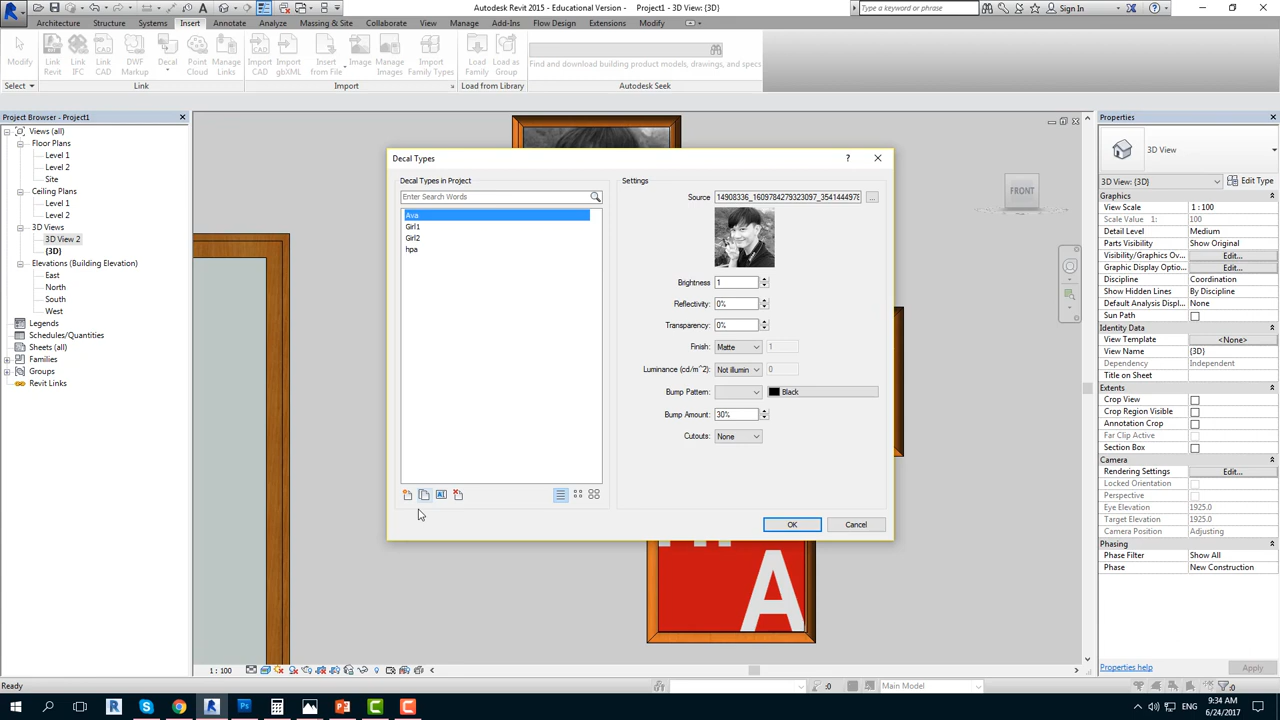 Autodesk Revit 2015 - Educational Version - Project1 - 3D View: {3D}
Type a keyword or phrase
Sign In
Architecture Structure Systems Insert Annotate Analyze Massing & Site Collaborate View Manage Add-Ins Flow Design Extensions Modify
Modify
Link Revit
Link IFC
Link CAD
DWF Markup
Decal
Point Cloud
Manage Links
Import CAD
Import gbXML
Insert from File
Image
Manage Images
Import Family Types
Load Family
Load as Group
Find and download building product models, drawings, and specs
Select
Link
Import
Load from Library
Autodesk Seek
Project Browser - Project1
Views (all)
Floor Plans
Level 1
Level 2
Site
Ceiling Plans
Level 1
Level 2
3D Views
3D View 2
{3D}
Elevations (Building Elevation)
East
North
South
West
Legends
Schedules/Quantities
Sheets (all)
Families
Groups
Revit Links
Decal Types
?
Decal Types in Project
Enter Search Words
Ava
Girl1
Girl2
hpa
Settings
Source 14908336_1609784279323097_3541444978
...
Brightness 1
Reflectivity: 0%
Transparency: 0%
Finish: Matte 1
Luminance (cd/m^2): Not illumin 0
Bump Pattern: Black
Bump Amount: 30%
Cutouts: None
OK
Cancel
A
FRONT
Properties
3D View
3D View: {3D}
Edit Type
Graphics
View Scale 1 : 100
Scale Value 1: 100
Detail Level Medium
Parts Visibility Show Original
Visibility/Graphics Ov... Edit...
Graphic Display Option... Edit...
Discipline Coordination
Show Hidden Lines By Discipline
Default Analysis Displ... None
Sun Path
Identity Data
View Template <None>
View Name {3D}
Dependency Independent
Title on Sheet
Extents
Crop View
Crop Region Visible
Annotation Crop
Far Clip Active
Section Box
Camera
Rendering Settings Edit...
Locked Orientation
Perspective
Eye Elevation 1925.0
Target Elevation 1925.0
Camera Position Adjusting
Phasing
Phase Filter Show All
Phase New Construction
Properties help
Apply
1 : 100
Ready
:0
Main Model
:0
ENG
9:34 AM
6/24/2017